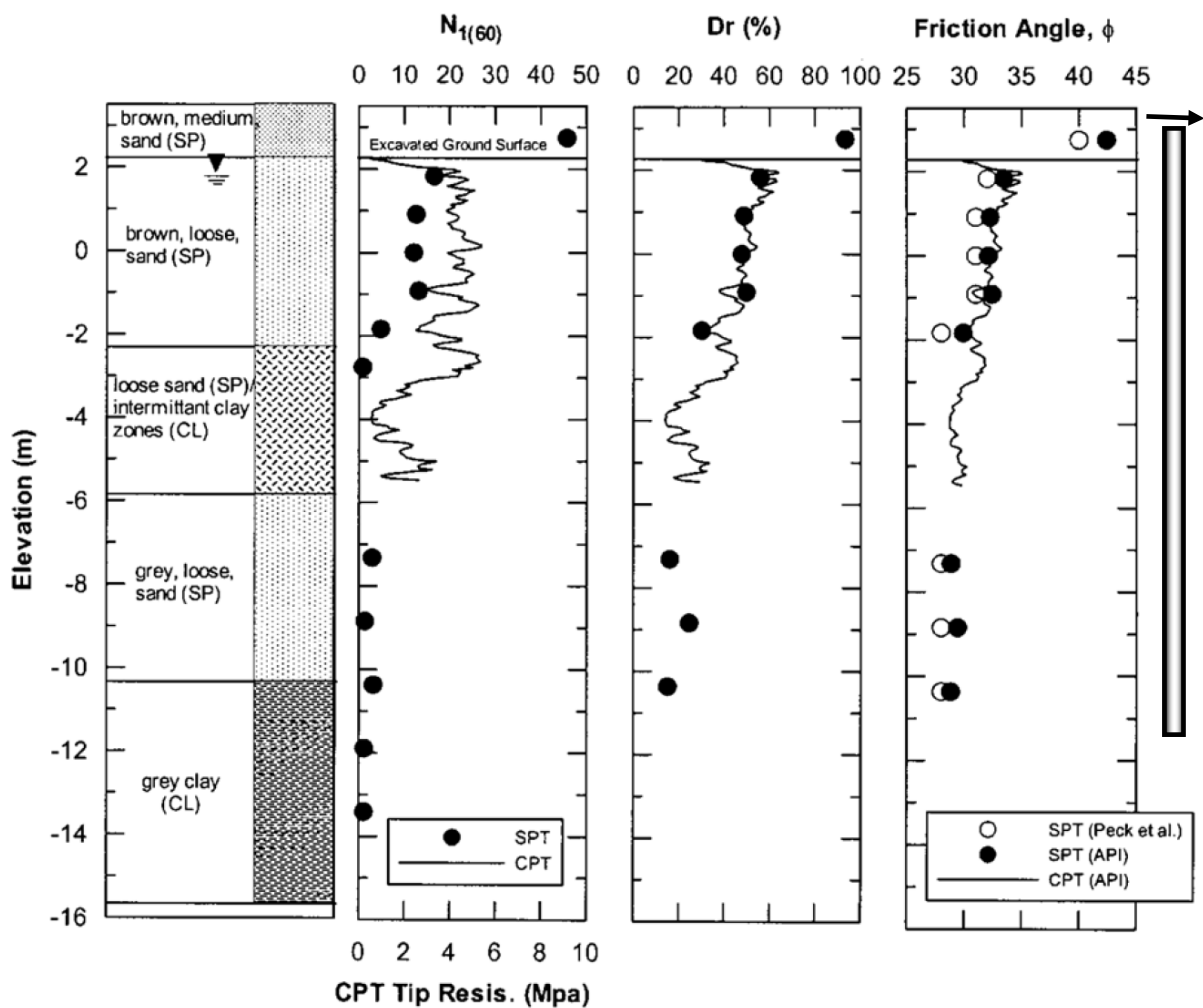 N1(60)
Dr (%)
Friction Angle, ϕ
0 10 20 30 40 50
0 20 40 60 80 100
25 30 35 40 45
brown, medium,
sand (SP)
Excavated Ground Surface
2
brown, loose,
sand (SP)
0
-2
loose sand (SP)/
intermittant clay
zones (CL)
-4
-6
Elevation (m)
grey, loose,
sand (SP)
-8
-10
-12
grey clay
(CL)
-14
-16
SPT
CPT
SPT (Peck et al.)
SPT (API)
CPT (API)
0 2 4 6 8 10
CPT Tip Resis. (Mpa)